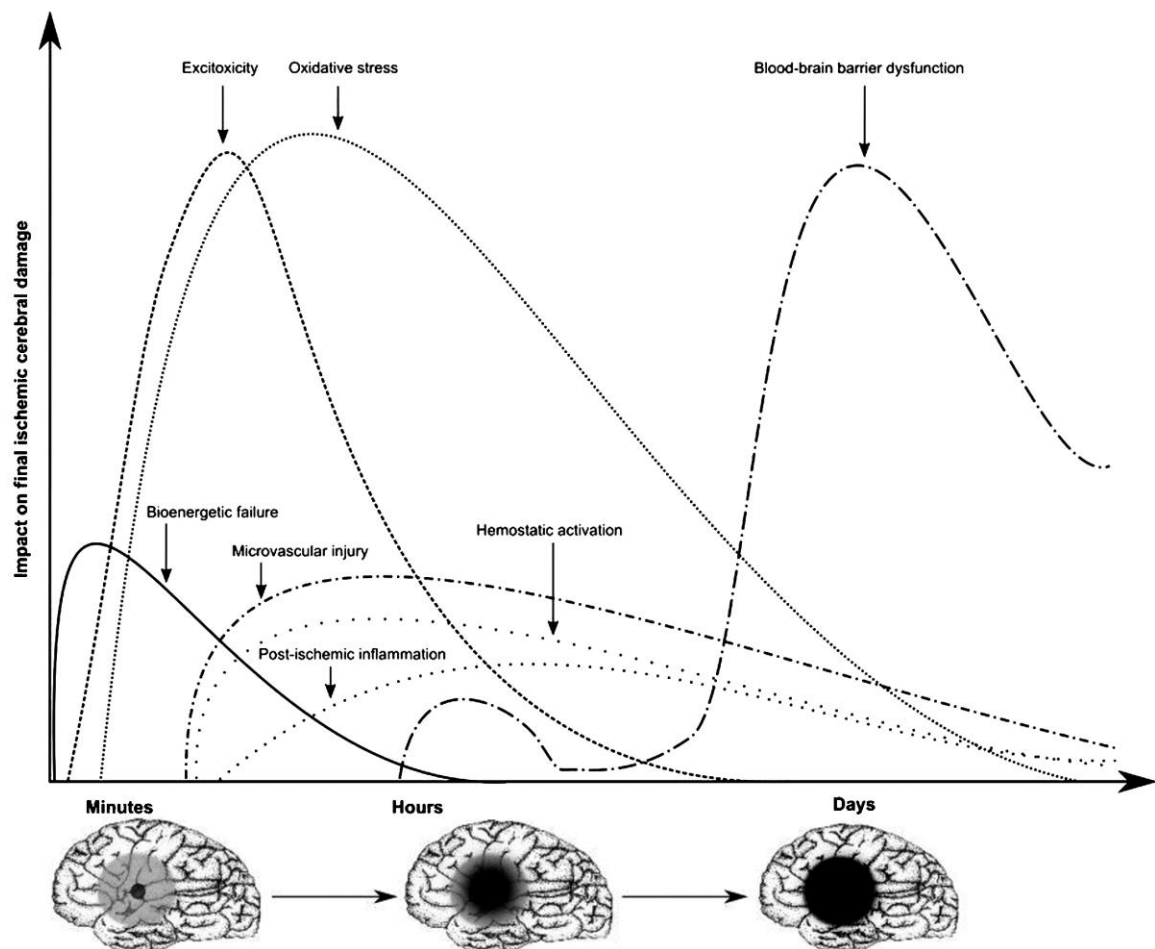 Excitoxicity
Oxidative stress
Blood-brain barrier dysfunction
Impact on final ischemic cerebral damage
Bioenergetic failure
Microvascular injury
Hemostatic activation
Post-ischemic inflammation
Minutes
Hours
Days